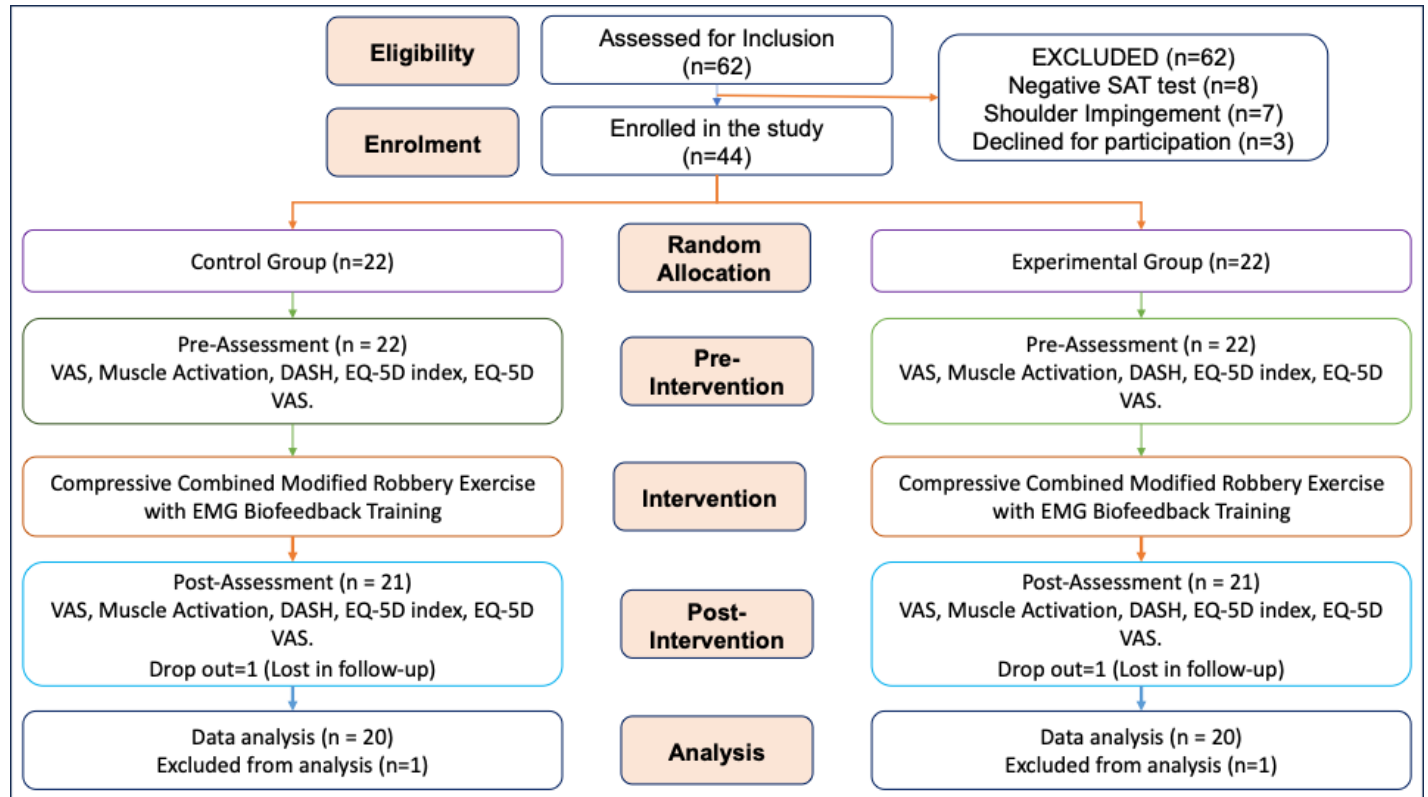 Eligibility
Assessed for Inclusion
(n=62)
EXCLUDED (n=62)
Negative SAT test (n=8)
Shoulder Impingement (n=7)
Declined for participation (n=3)
Enrolment
Enrolled in the study
(n=44)
Control Group (n=22)
Random
Allocation
Experimental Group (n=22)
Pre-Assessment (n = 22)
VAS, Muscle Activation, DASH, EQ-5D index, EQ-5D
VAS.
Pre-
Intervention
Pre-Assessment (n = 22)
VAS, Muscle Activation, DASH, EQ-5D index, EQ-5D
VAS.
Compressive Combined Modified Robbery Exercise
with EMG Biofeedback Training
Intervention
Compressive Combined Modified Robbery Exercise
with EMG Biofeedback Training
Post-Assessment (n = 21)
VAS, Muscle Activation, DASH, EQ-5D index, EQ-5D
VAS.
Drop out=1 (Lost in follow-up)
Post-
Intervention
Post-Assessment (n = 21)
VAS, Muscle Activation, DASH, EQ-5D index, EQ-5D
VAS.
Drop out=1 (Lost in follow-up)
Data analysis (n = 20)
Excluded from analysis (n=1)
Analysis
Data analysis (n = 20)
Excluded from analysis (n=1)